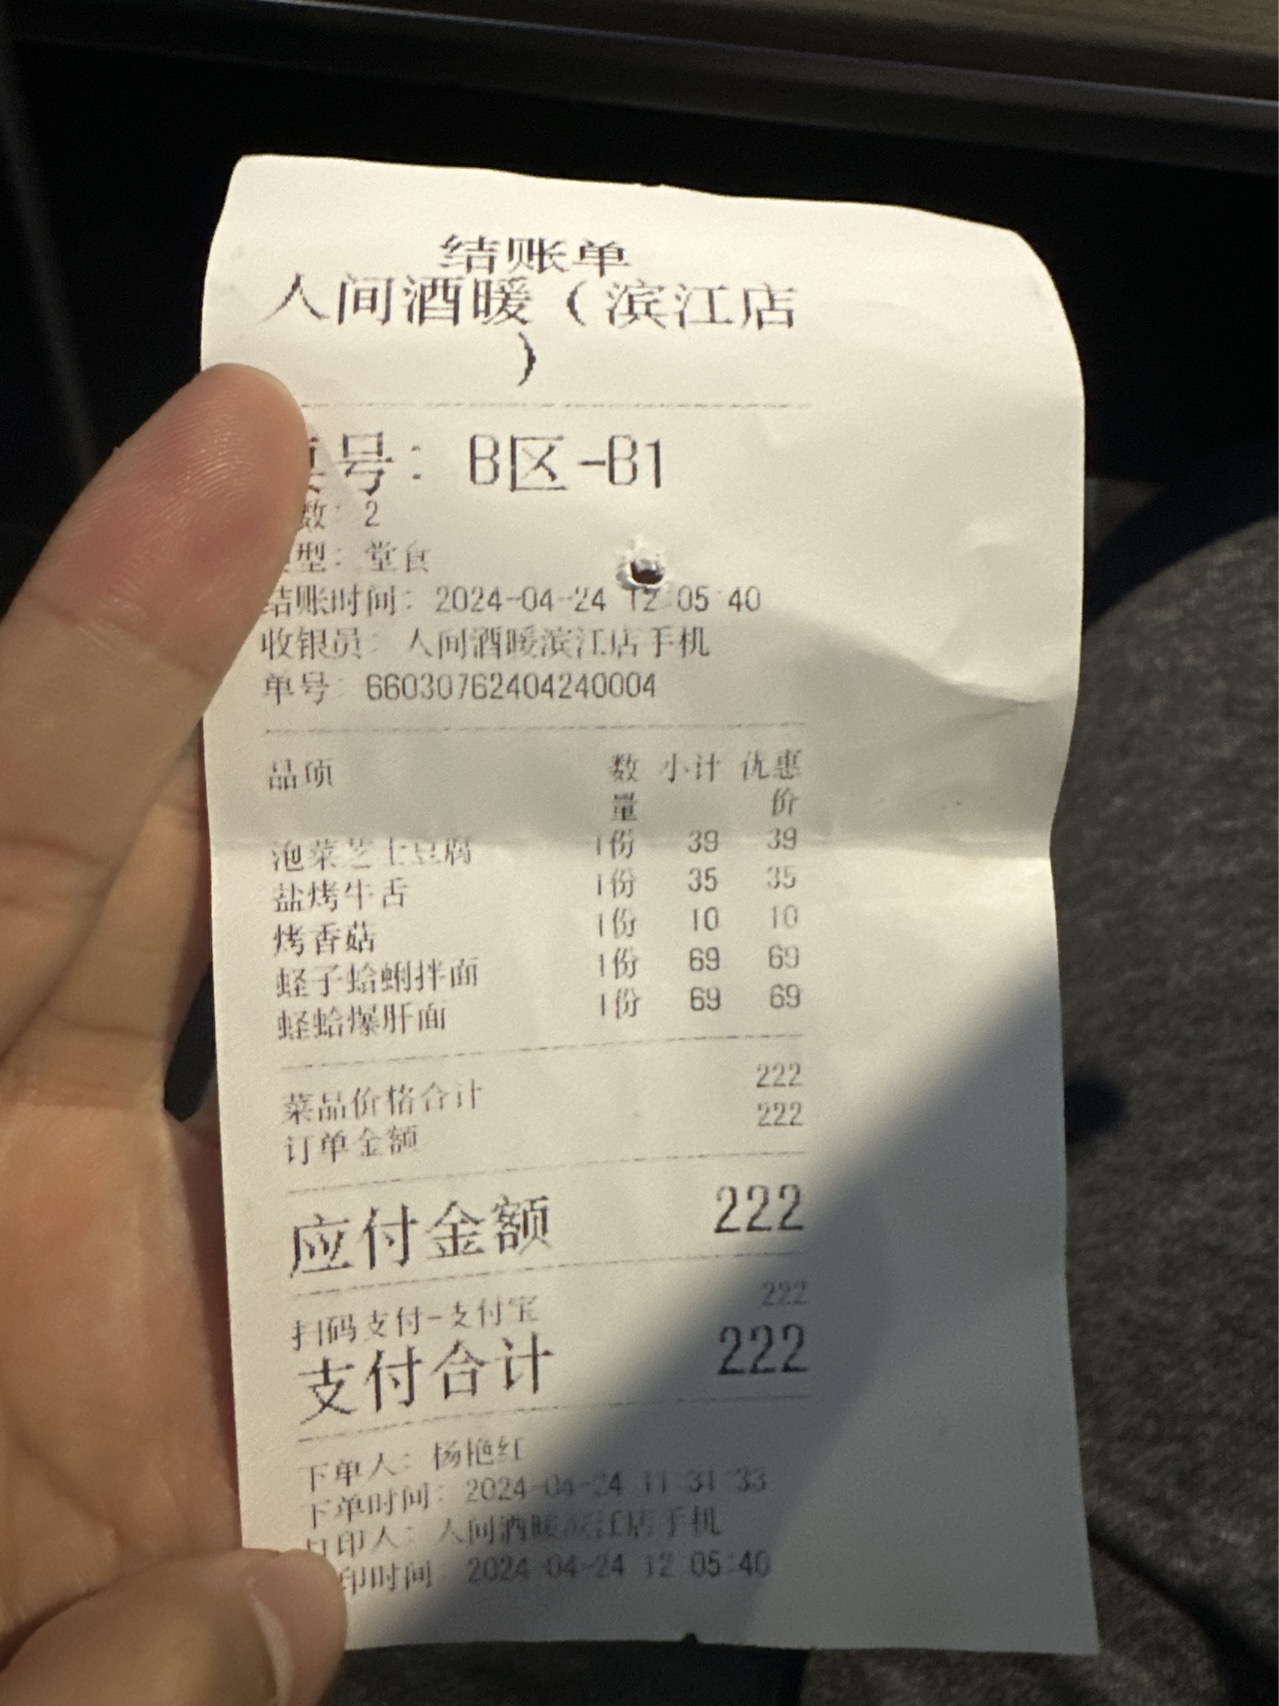 结账单
人间酒暖（滨江店
）
号：B区-B1
数：2
型：堂食
结账时间：2024-04-24 12:05:40
收银员：人间酒暖滨江店手机
单号：66030762404240004
品项 数 小计 优惠
量 价
泡菜芝士豆腐 1份 39 39
盐烤牛舌 1份 35 35
烤香菇 1份 10 10
蛏子蛤蜊拌面 1份 69 69
蛏蛤爆肝面 1份 69 69
菜品价格合计 222
订单金额 222
应付金额 222
扫码支付-支付宝 222
支付合计 222
下单人：杨艳红
下单时间：2024-04-24 11:31:33
印人：人间酒暖滨江店手机
印时间：2024-04-24 12:05:40